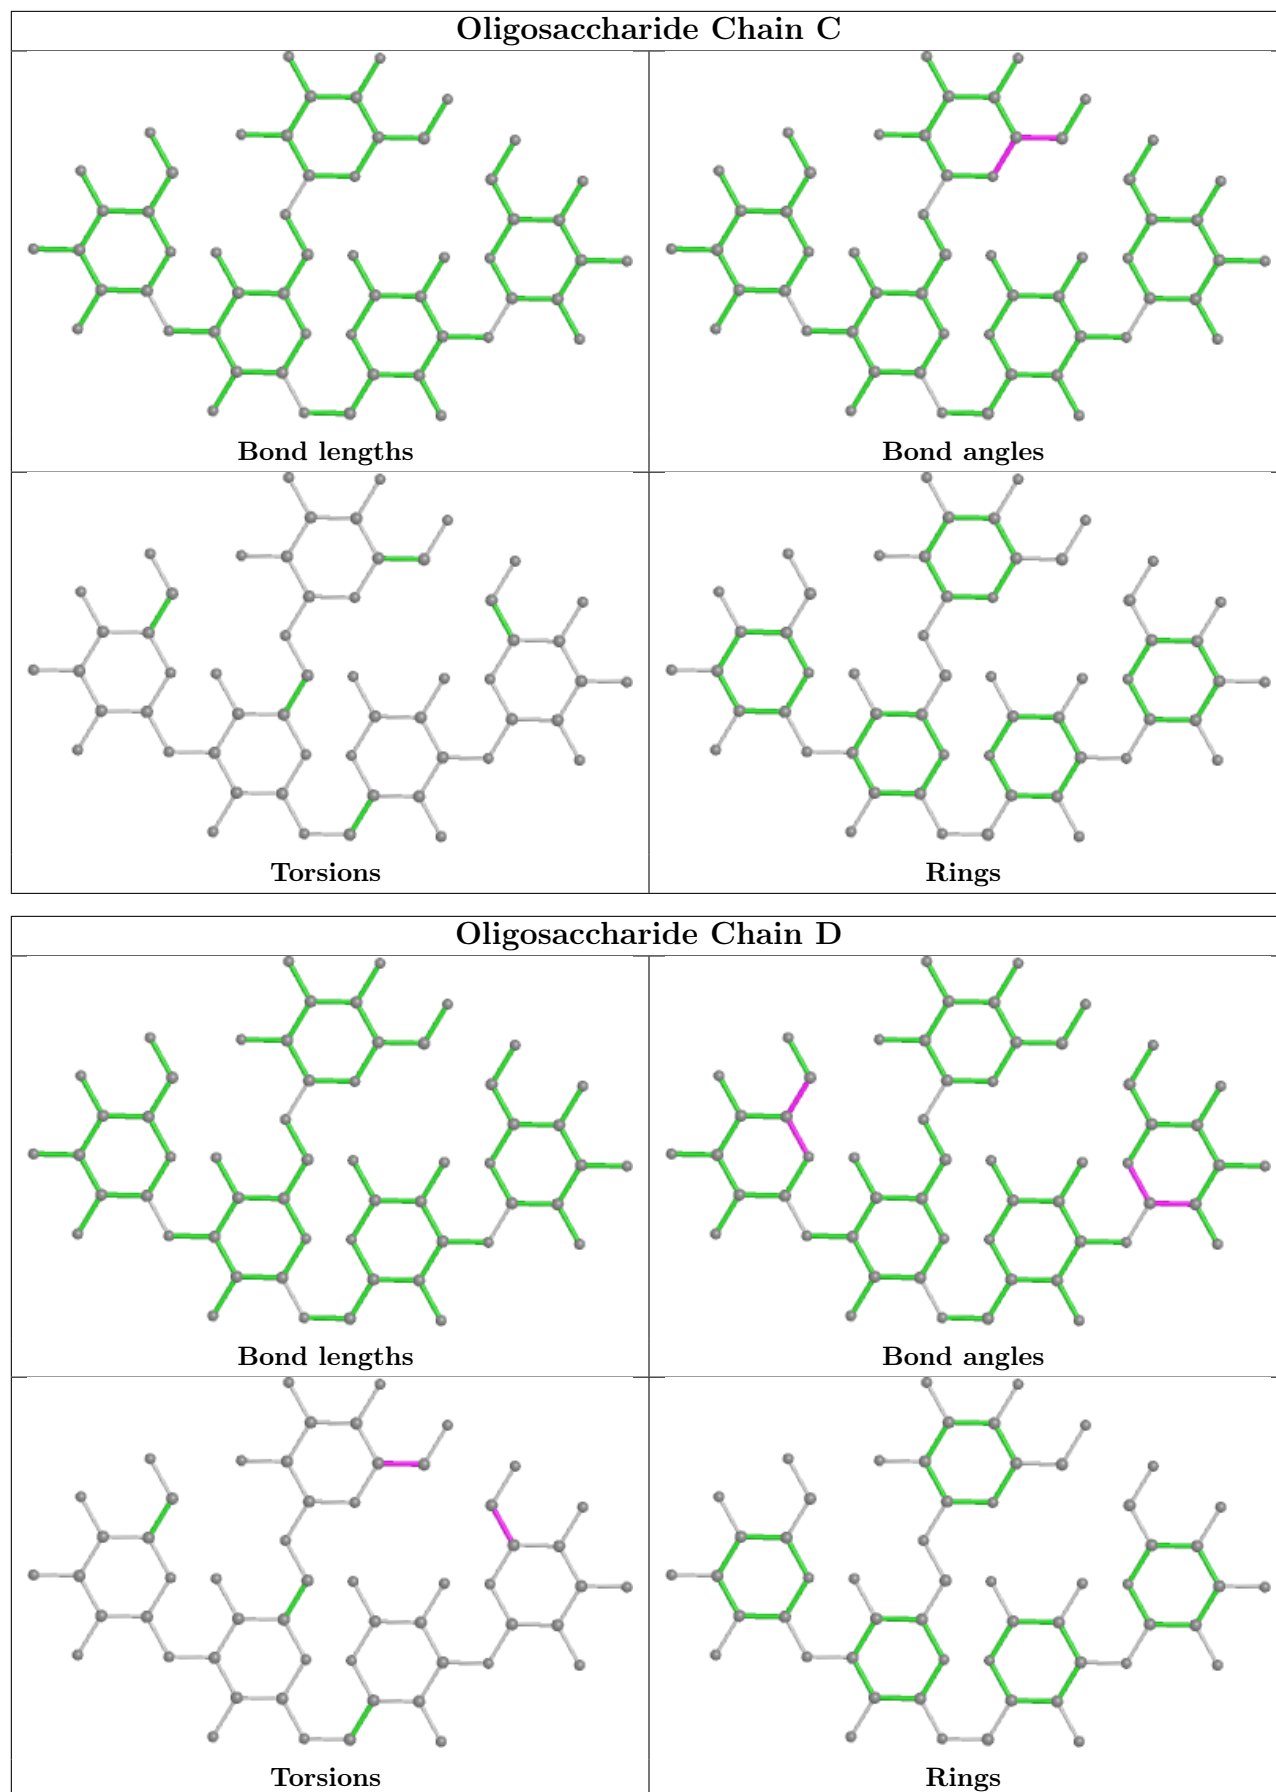 Oligosaccharide Chain C
Bond lengths
Bond angles
Torsions
Rings
Oligosaccharide Chain D
Bond lengths
Bond angles
Torsions
Rings